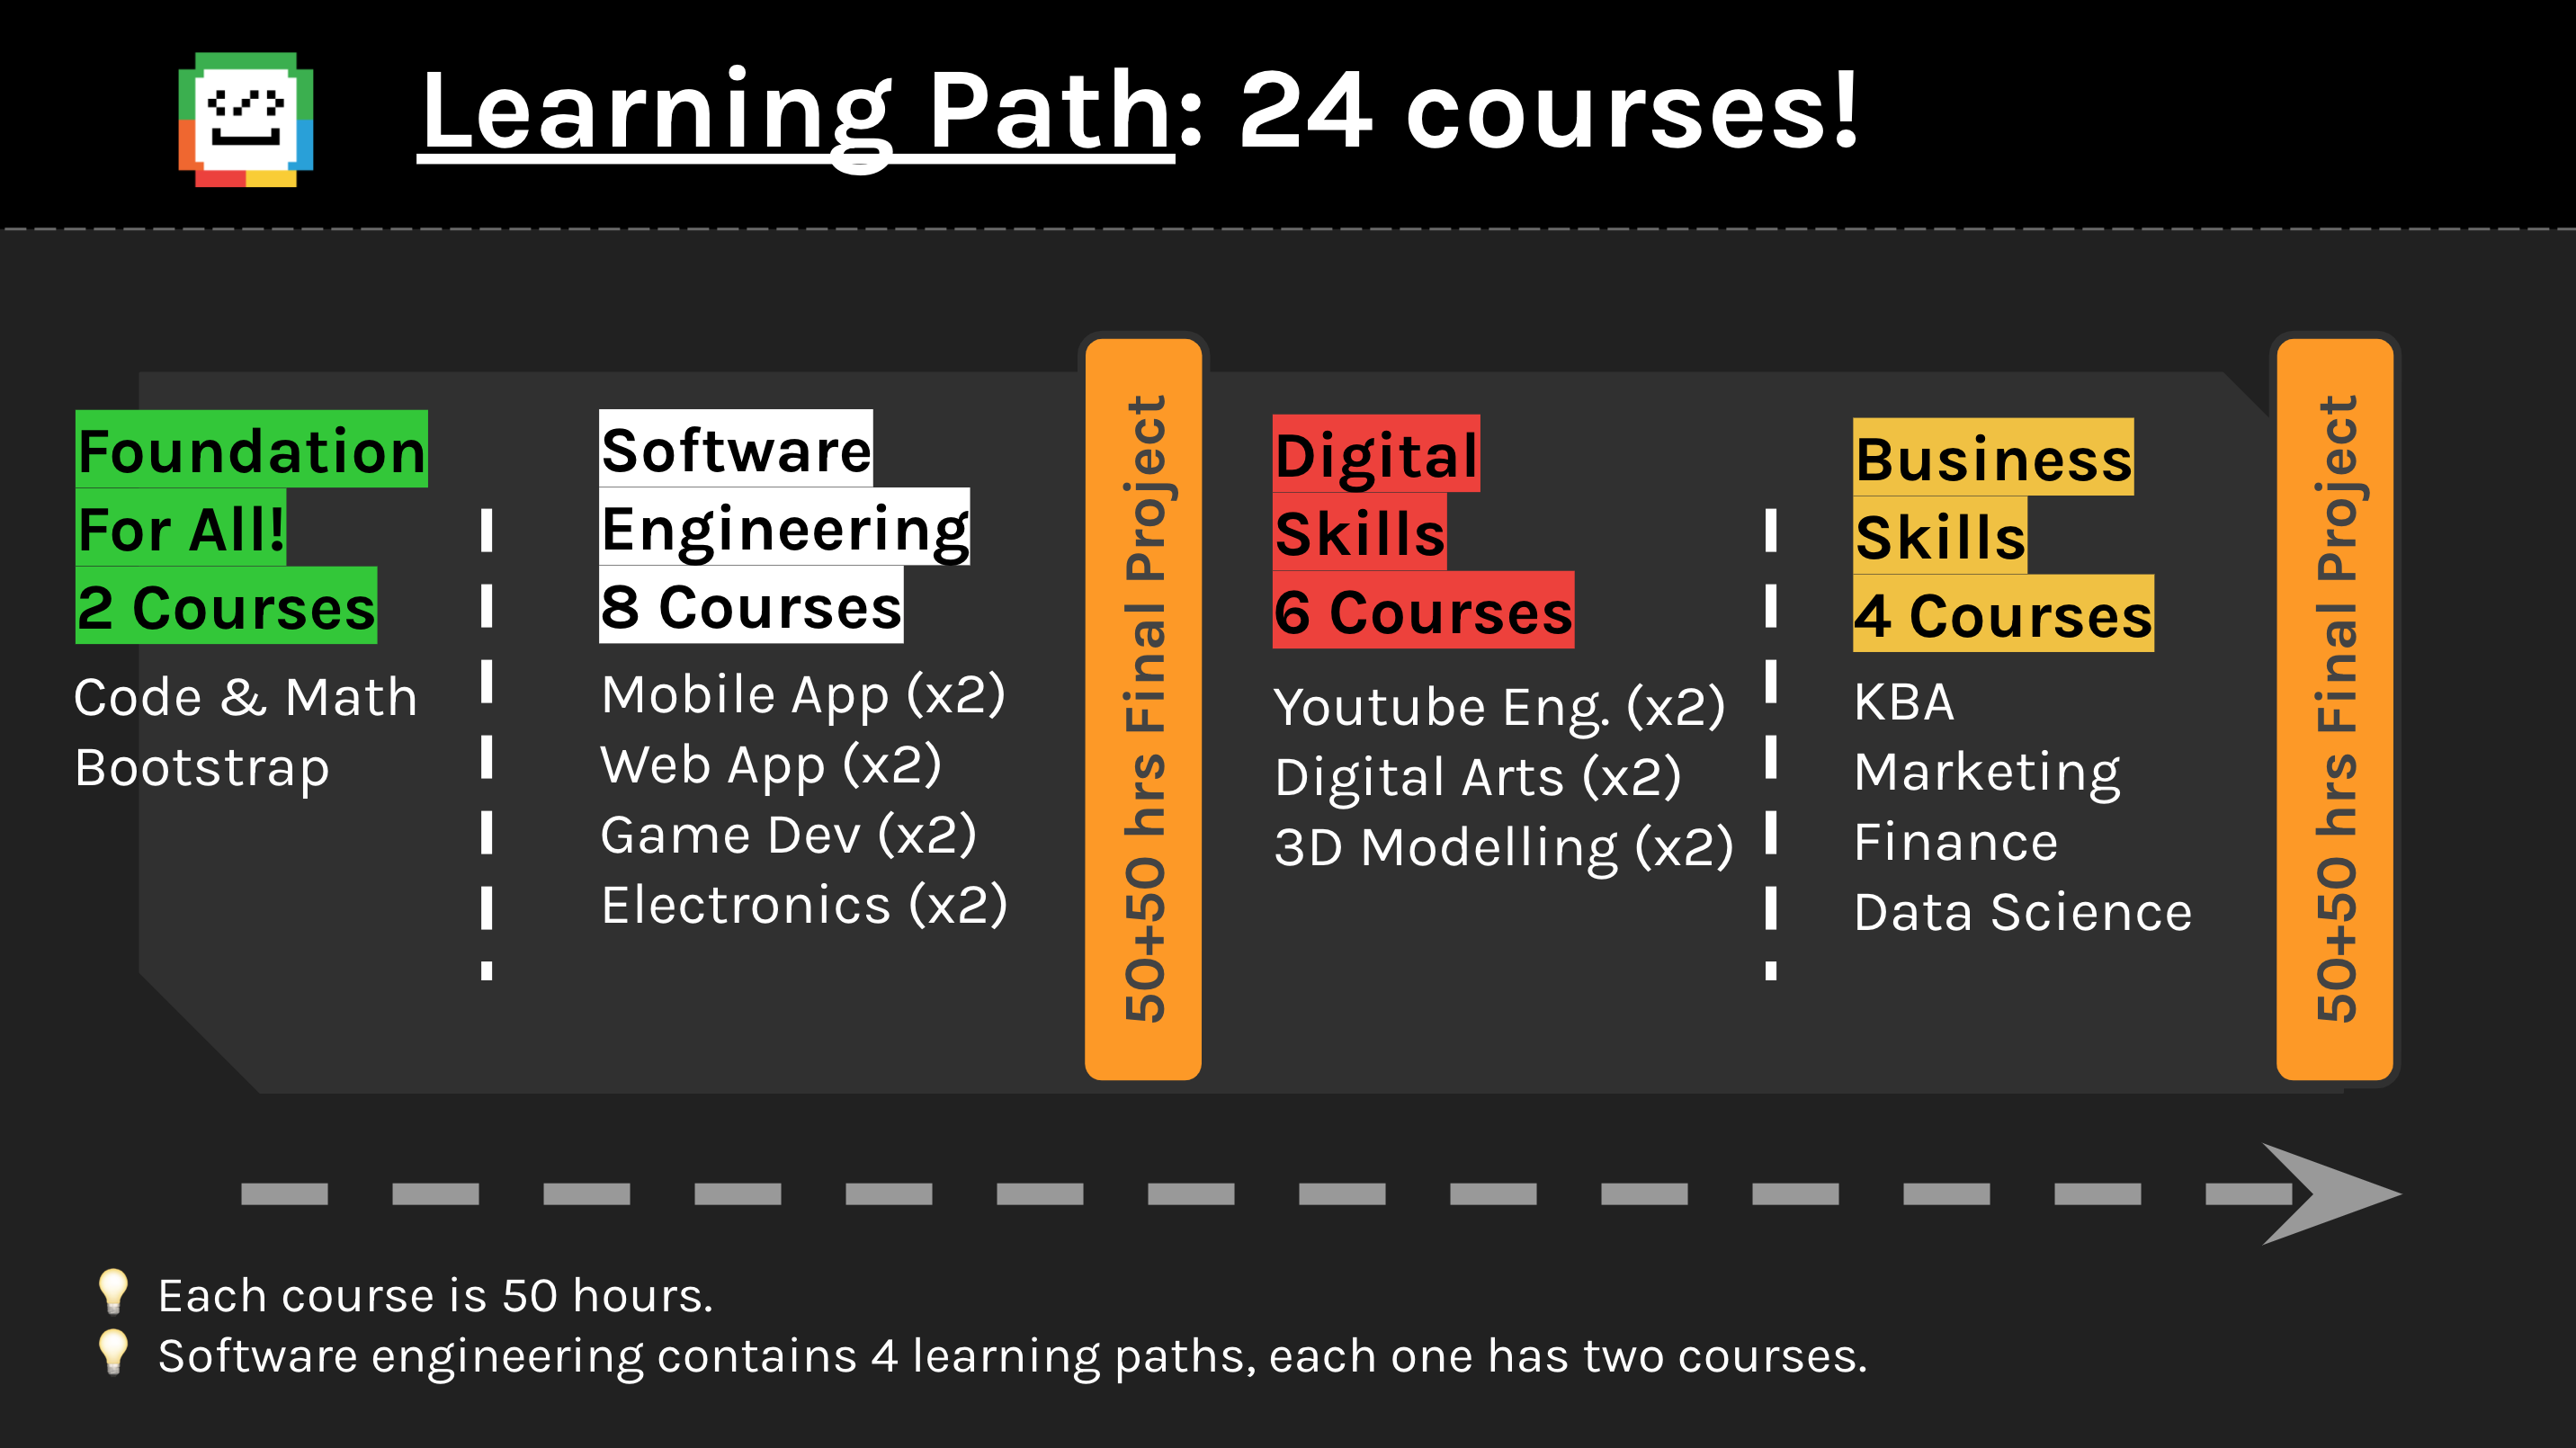 Learning Path: 24 courses!
Foundation
For All!
2 Courses
Code & Math
Bootstrap
Software
Engineering
8 Courses
Mobile App (x2)
Web App (x2)
Game Dev (x2)
Electronics (x2)
50+50 hrs Final Project
Digital
Skills
6 Courses
Youtube Eng. (x2)
Digital Arts (x2)
3D Modelling (x2)
Business
Skills
4 Courses
KBA
Marketing
Finance
Data Science
50+50 hrs Final Project
💡 Each course is 50 hours.
💡 Software engineering contains 4 learning paths, each one has two courses.